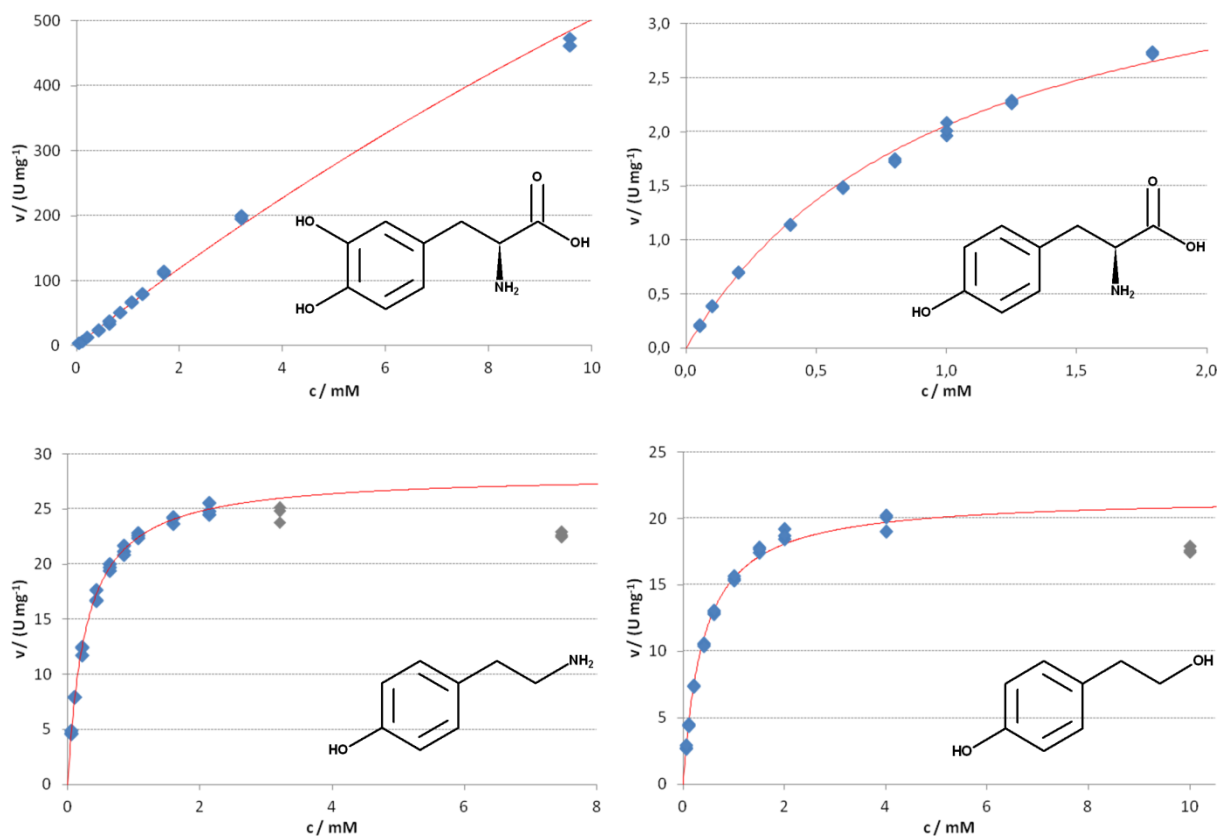 500
400
300
200
100
0
v / (U mg⁻¹)
0 2 4 6 8 10
c / mM
HO
HO
O
OH
NH₂
3,0
2,5
2,0
1,5
1,0
0,5
0,0
v / (U mg⁻¹)
0,0 0,5 1,0 1,5 2,0
c / mM
HO
O
OH
NH₂
30
25
20
15
10
5
0
v / (U mg⁻¹)
0 2 4 6 8
c / mM
HO
NH₂
25
20
15
10
5
0
v / (U mg⁻¹)
0 2 4 6 8 10
c / mM
HO
OH